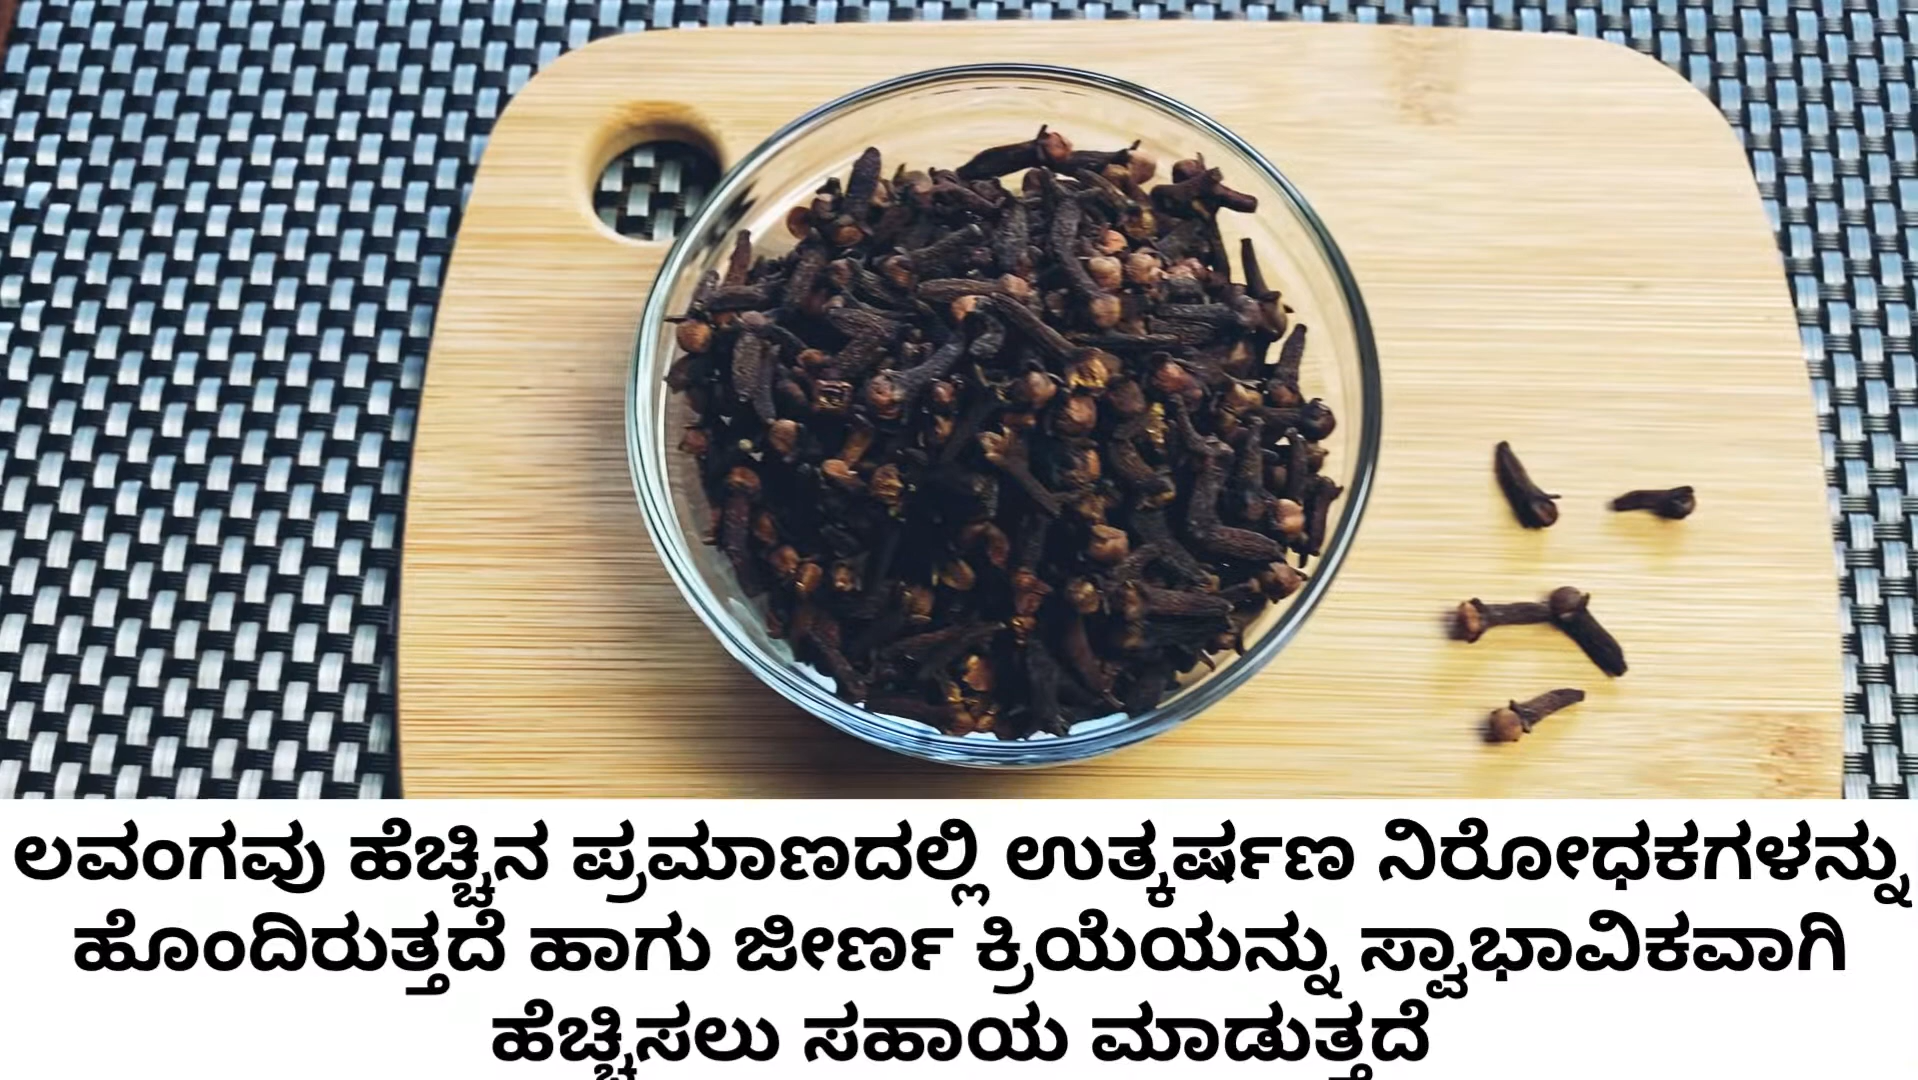 ಲವಂಗವು ಹೆಚ್ಚಿನ ಪ್ರಮಾಣದಲ್ಲಿ ಉತ್ಕರ್ಷಣ ನಿರೋಧಕಗಳನ್ನು
ಹೊಂದಿರುತ್ತದೆ ಹಾಗು ಜೀರ್ಣ ಕ್ರಿಯೆಯನ್ನು ಸ್ವಾಭಾವಿಕವಾಗಿ
ಹೆಚ್ಚಿಸಲು ಸಹಾಯ ಮಾಡುತ್ತದೆ